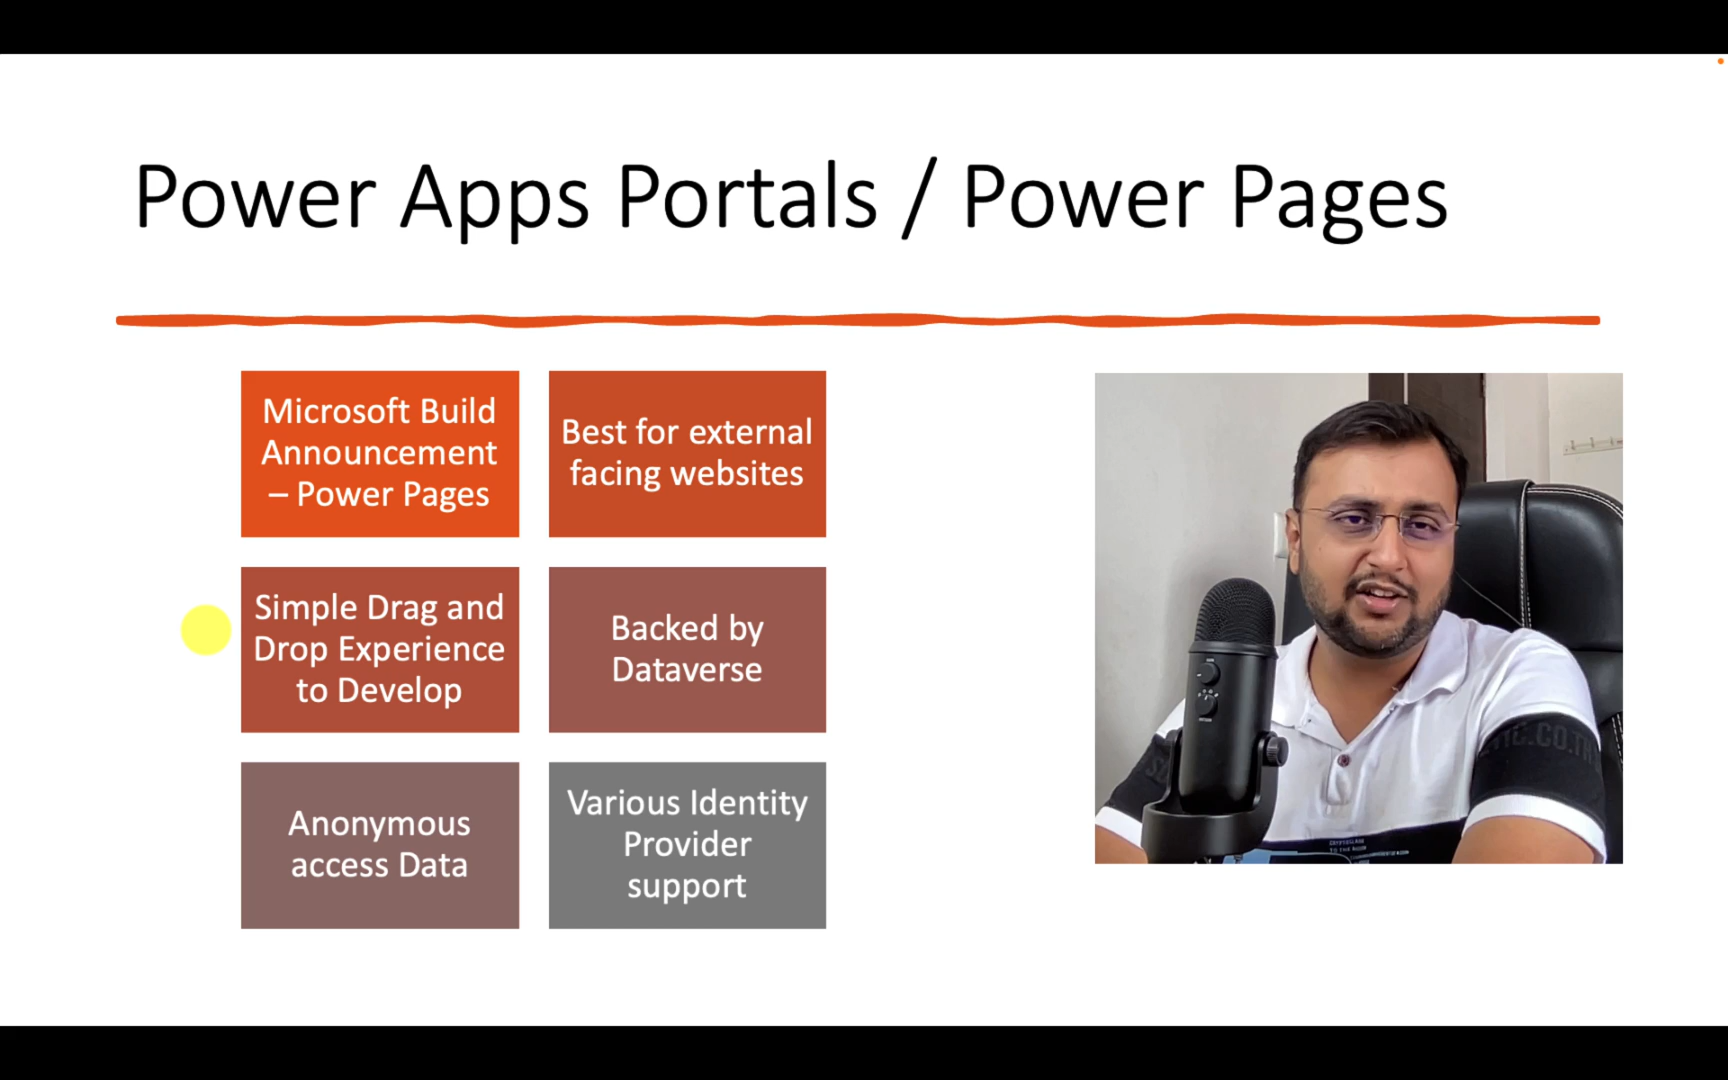 Power Apps Portals / Power Pages
Microsoft Build
Announcement
– Power Pages
Best for external
facing websites
Simple Drag and
Drop Experience
to Develop
Backed by
Dataverse
Anonymous
access Data
Various Identity
Provider
support